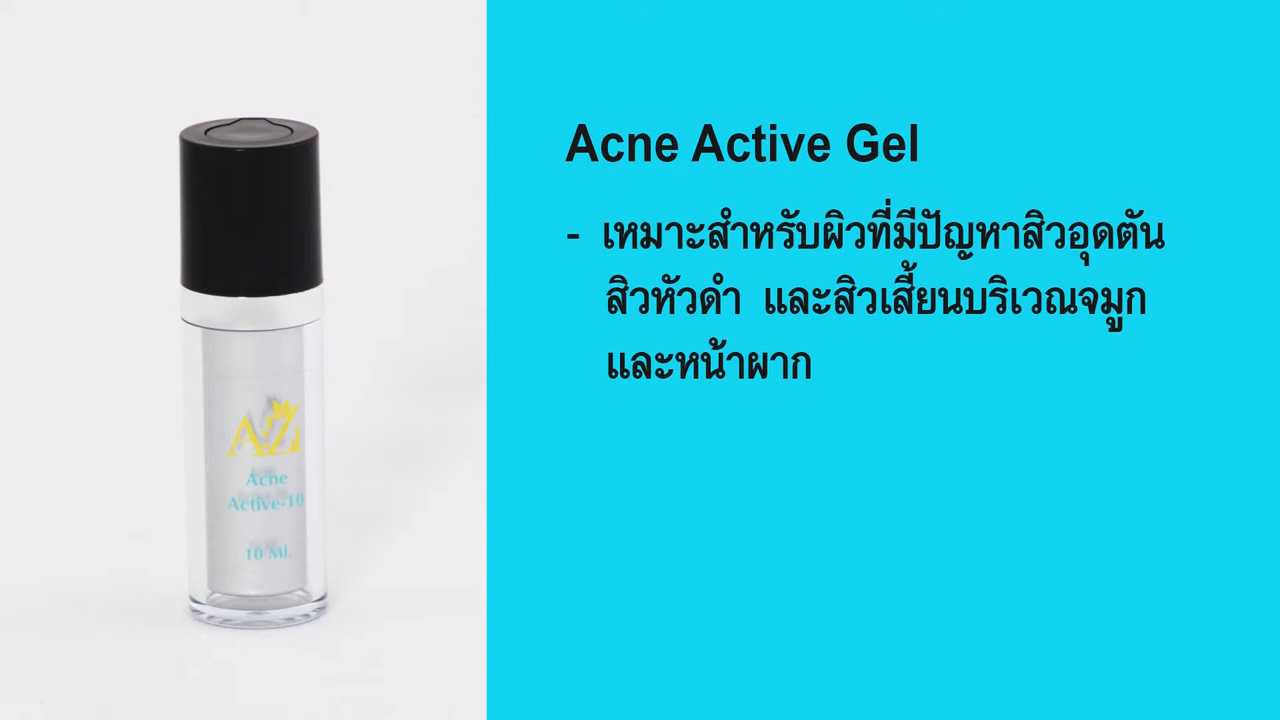 Acne Active Gel
- เหมาะสำหรับผิวที่มีปัญหาสิวอุดตัน
สิวหัวดำ และสิวเสี้ยนบริเวณจมูก
และหน้าผาก
AZ
Acne
Active-10
10 ML